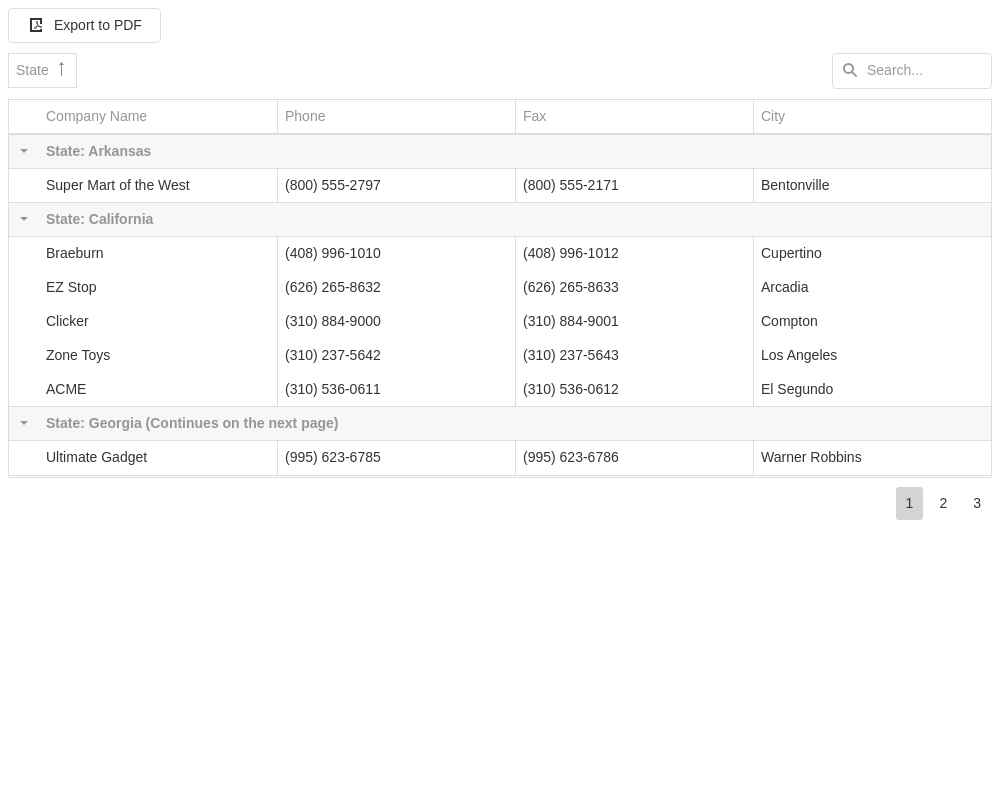 Export to PDF
State
Search...
Company Name Phone Fax City
State: Arkansas
Super Mart of the West (800) 555-2797 (800) 555-2171 Bentonville
State: California
Braeburn (408) 996-1010 (408) 996-1012 Cupertino
EZ Stop (626) 265-8632 (626) 265-8633 Arcadia
Clicker (310) 884-9000 (310) 884-9001 Compton
Zone Toys (310) 237-5642 (310) 237-5643 Los Angeles
ACME (310) 536-0611 (310) 536-0612 El Segundo
State: Georgia (Continues on the next page)
Ultimate Gadget (995) 623-6785 (995) 623-6786 Warner Robbins
1 2 3